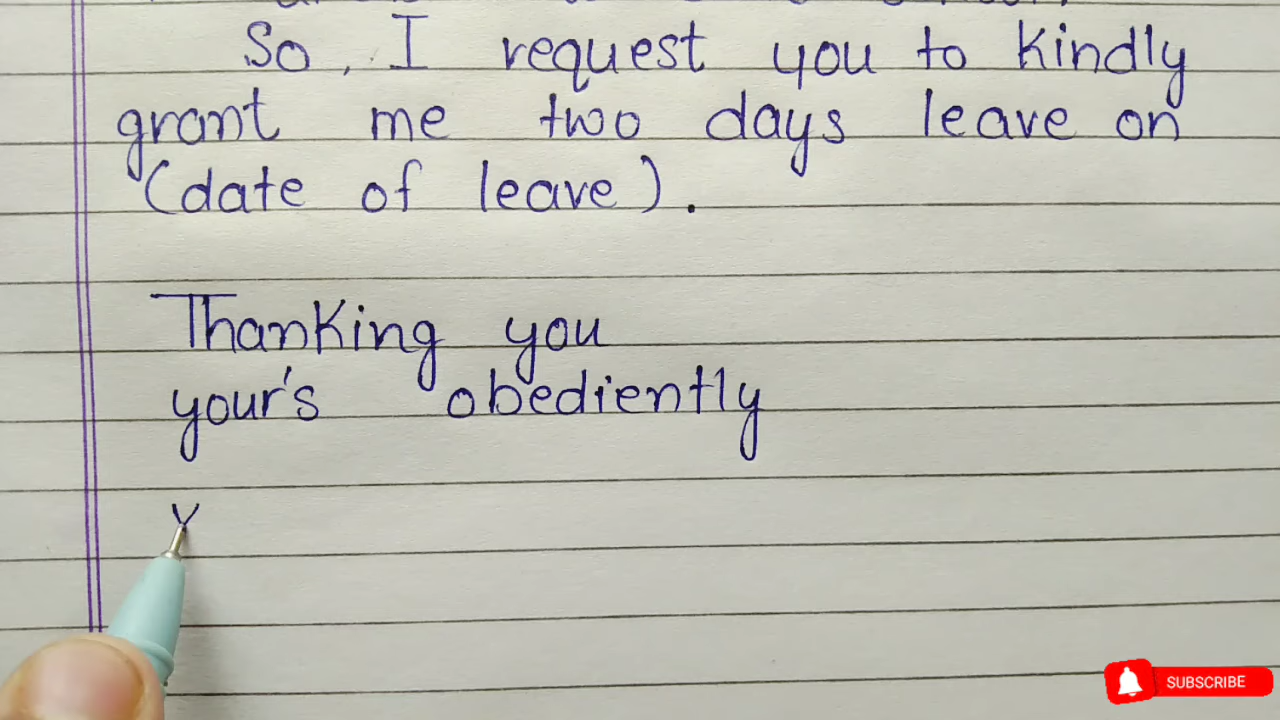 So, I request you to kindly
grant me two days leave on
(date of leave).
Thanking you
your's obediently
Y
SUBSCRIBE